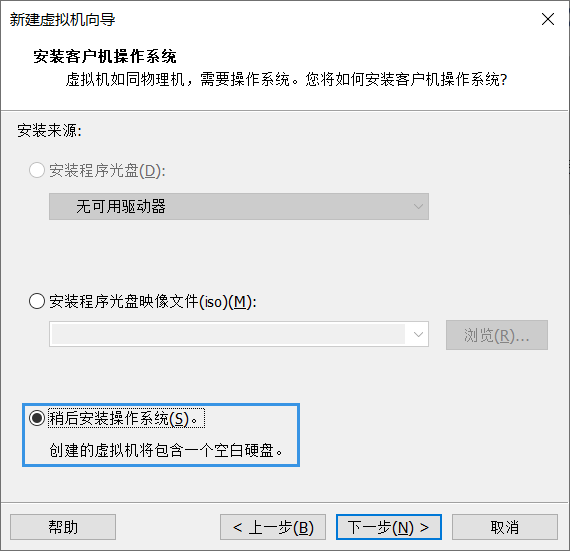 新建虚拟机向导
安装客户机操作系统
虚拟机如同物理机，需要操作系统。您将如何安装客户机操作系统?
安装来源:
安装程序光盘(D):
无可用驱动器
安装程序光盘映像文件(iso)(M):
浏览(R)...
稍后安装操作系统(S)。
创建的虚拟机将包含一个空白硬盘。
帮助
< 上一步(B)
下一步(N) >
取消